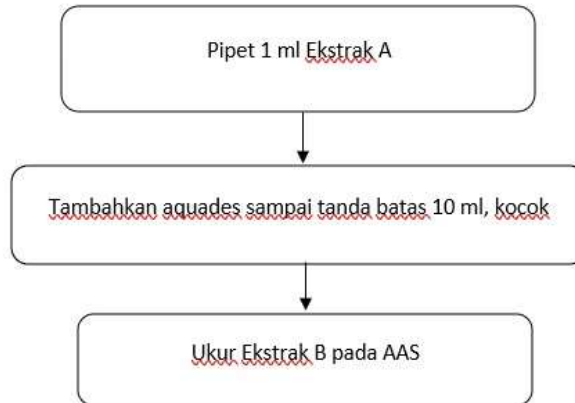 Pipet 1 ml Ekstrak A
Tambahkan aquades sampai tanda batas 10 ml, kocok
Ukur Ekstrak B pada AAS